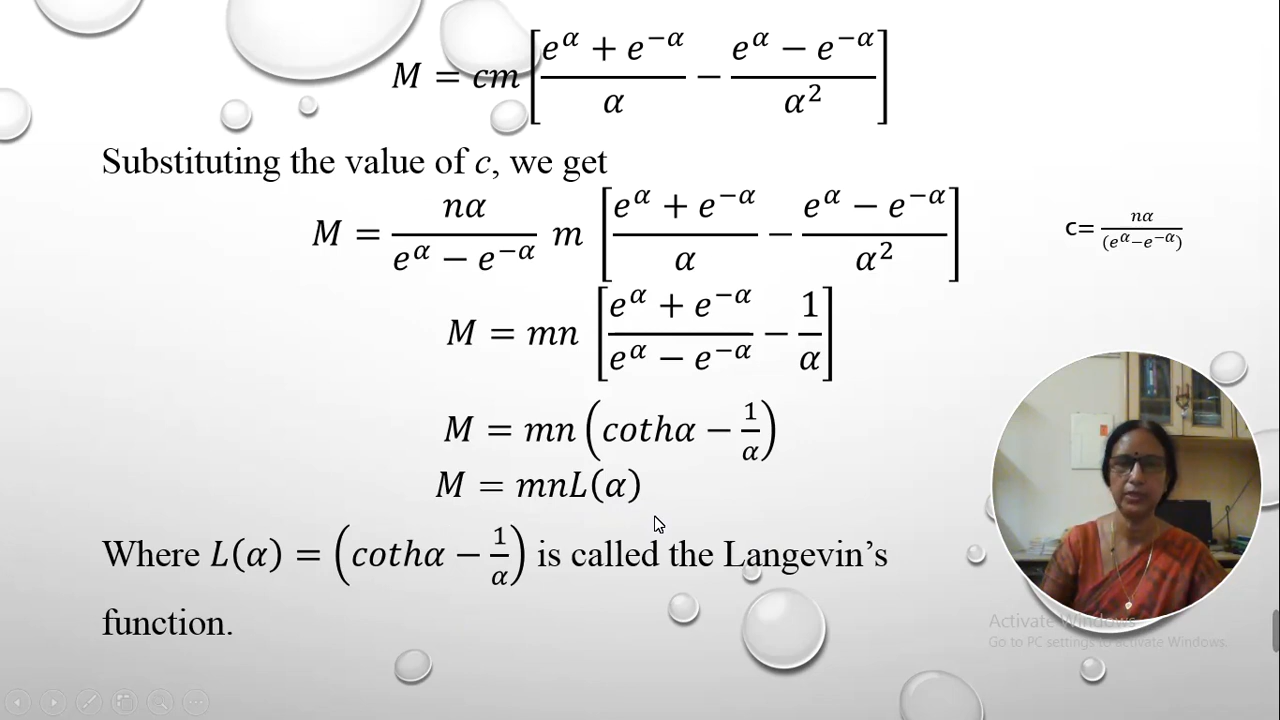 M = cm [ (e^α + e^−α)/α − (e^α − e^−α)/α² ]
Substituting the value of c, we get
M = nα/(e^α − e^−α) m [ (e^α + e^−α)/α − (e^α − e^−α)/α² ]
c= nα/((e^α−e^−α))
M = mn [ (e^α + e^−α)/(e^α − e^−α) − 1/α ]
M = mn (cothα − 1/α)
M = mnL(α)
Where L(α) = (cothα − 1/α) is called the Langevin’s
function.
Activate Windows
Go to PC settings to activate Windows.